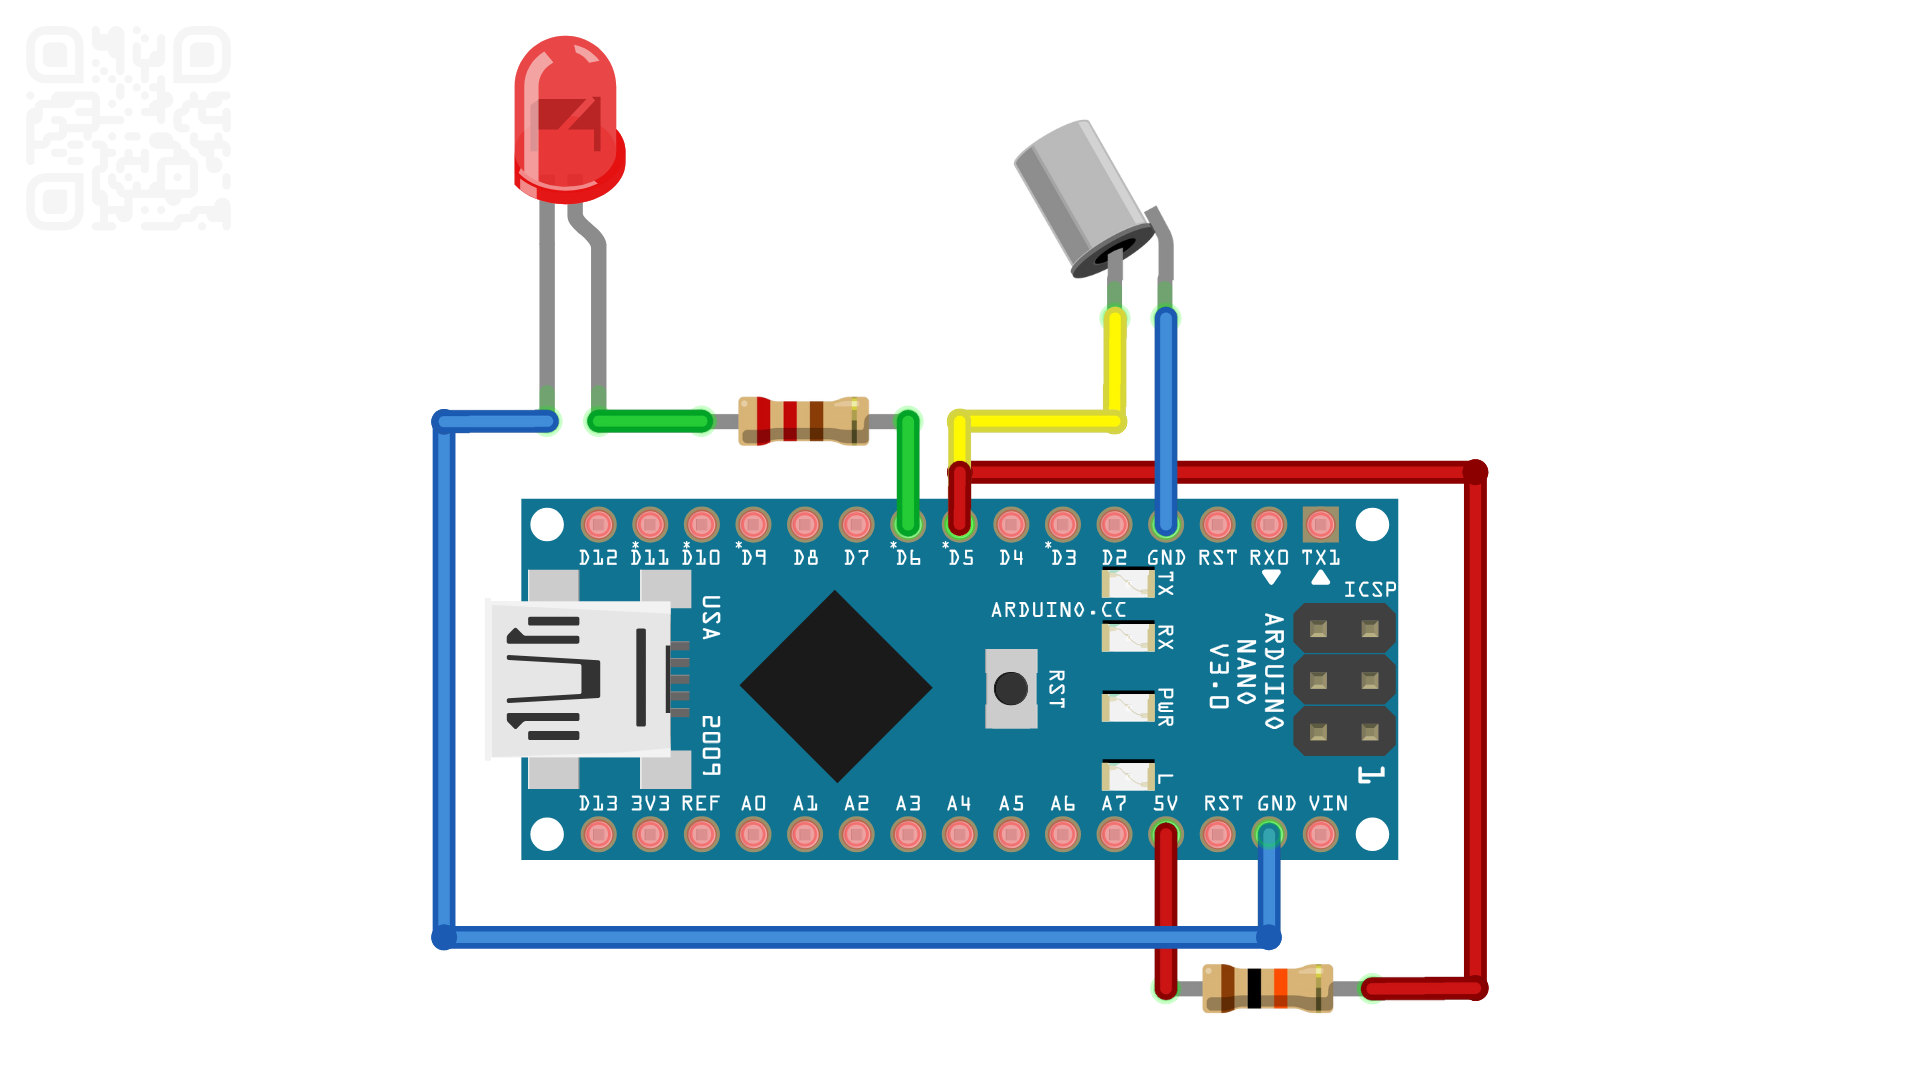 D12 *D11 *D10 *D9 D8 D7 *D6 *D5 D4 *D3 D2 GND RST RX0 TX1
ICSP
TX
ARDUINO.CC
RX
USA
2009
RST
PWR
L
ARDUINO
NANO
V3.0
1
D13 3V3 REF A0 A1 A2 A3 A4 A5 A6 A7 5V RST GND VIN